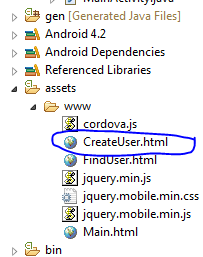 gen [Generated Java Files]
Android 4.2
Android Dependencies
Referenced Libraries
assets
www
cordova.js
CreateUser.html
FindUser.html
jquery.min.js
jquery.mobile.min.css
jquery.mobile.min.js
Main.html
bin